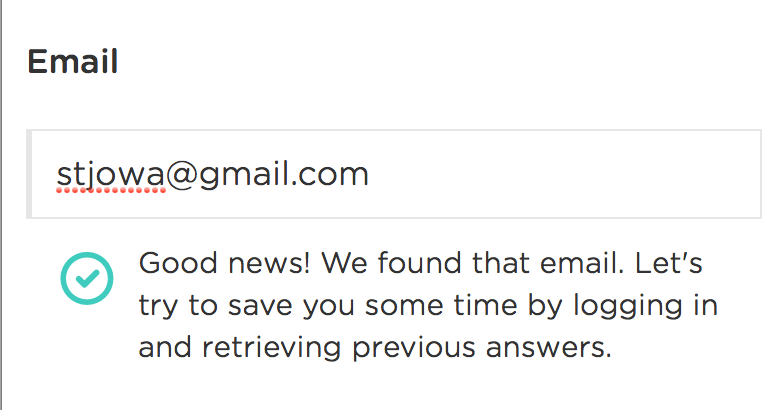 Email
stjowa@gmail.com
Good news! We found that email. Let's
try to save you some time by logging in
and retrieving previous answers.